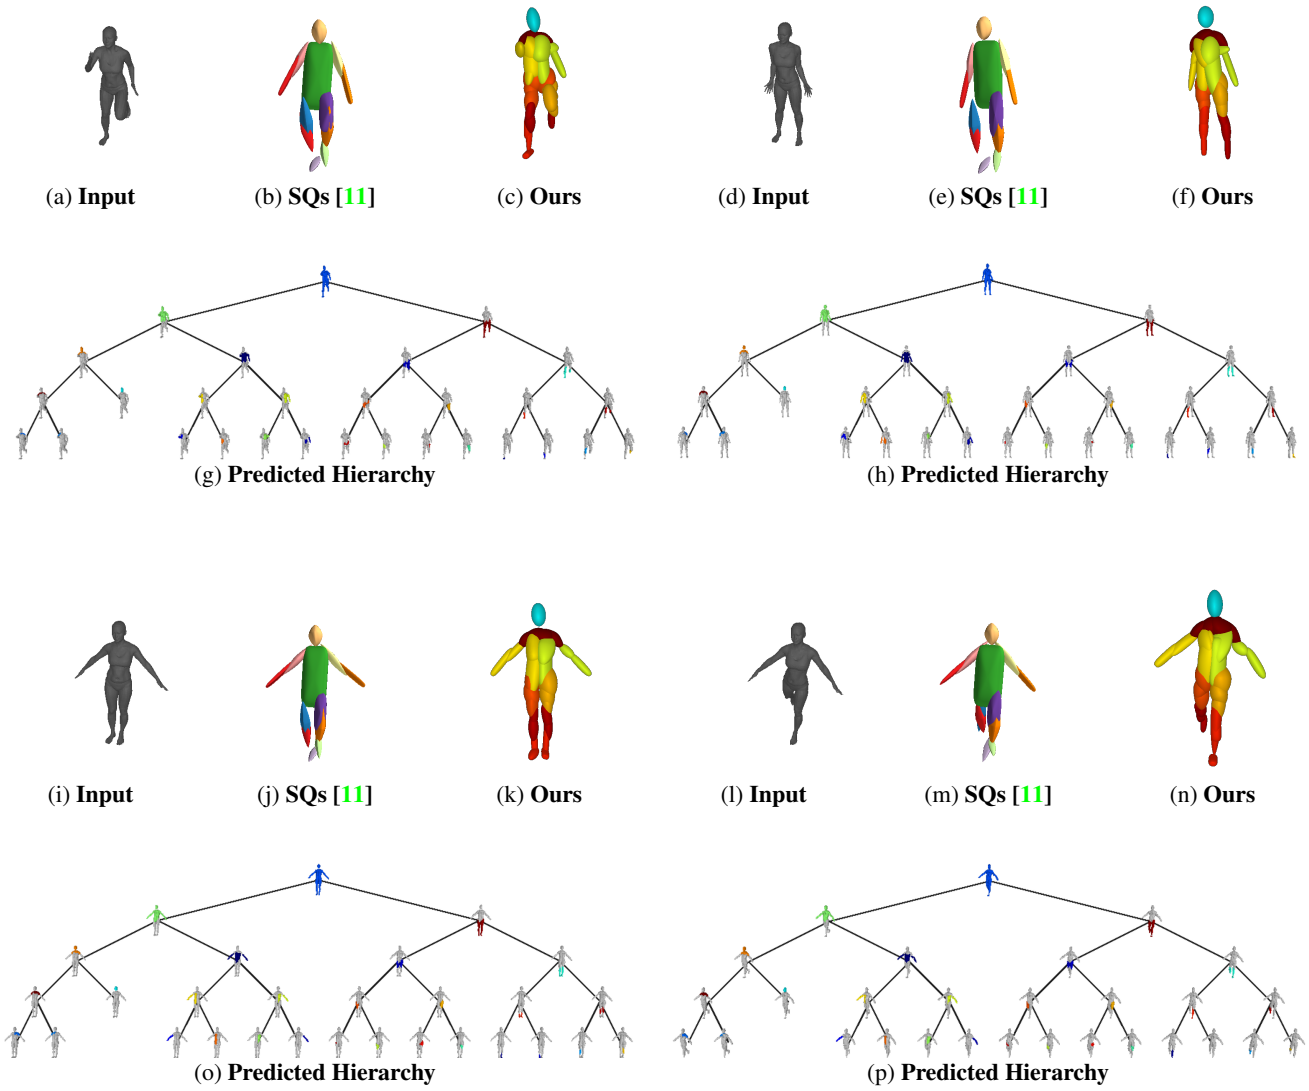 (a) Input
(b) SQs [11]
(c) Ours
(d) Input
(e) SQs [11]
(f) Ours
(g) Predicted Hierarchy
(h) Predicted Hierarchy
(i) Input
(j) SQs [11]
(k) Ours
(l) Input
(m) SQs [11]
(n) Ours
(o) Predicted Hierarchy
(p) Predicted Hierarchy